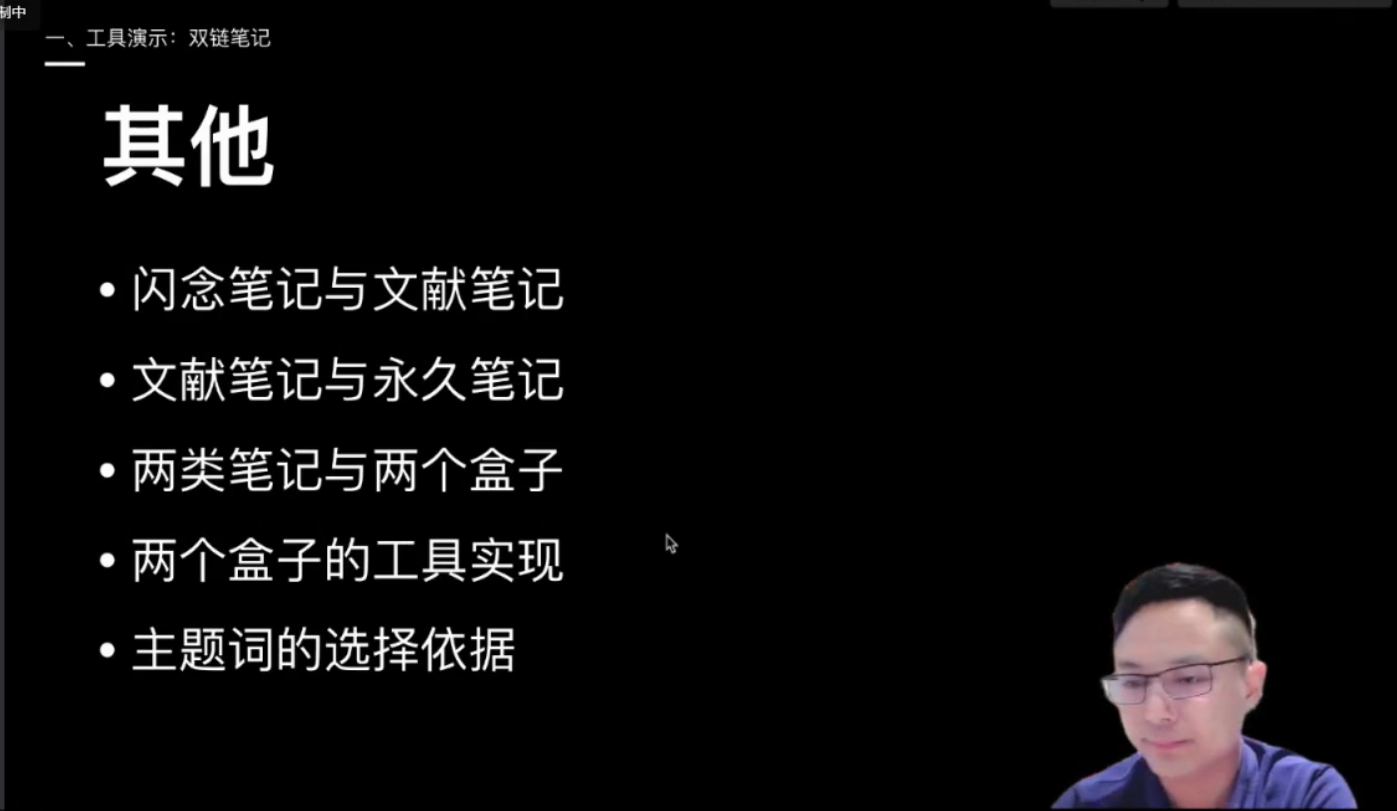 制中
一、工具演示：双链笔记
其他
• 闪念笔记与文献笔记
• 文献笔记与永久笔记
• 两类笔记与两个盒子
• 两个盒子的工具实现
• 主题词的选择依据